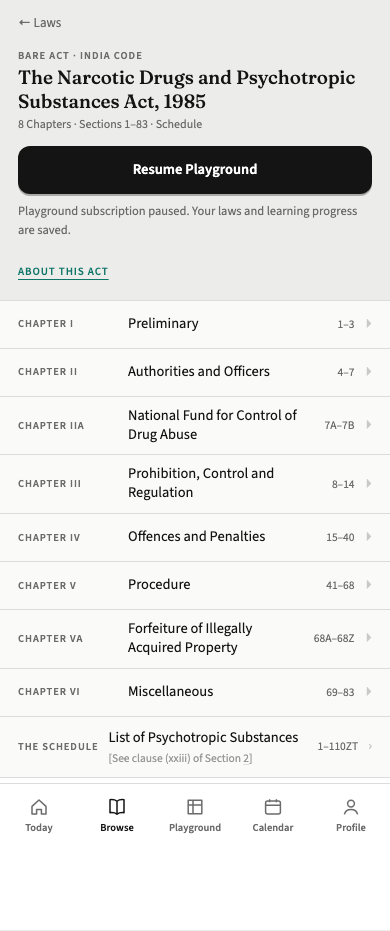 ← Laws
BARE ACT · INDIA CODE
The Narcotic Drugs and Psychotropic
Substances Act, 1985
8 Chapters · Sections 1–83 · Schedule
Resume Playground
Playground subscription paused. Your laws and learning progress
are saved.
ABOUT THIS ACT
CHAPTER I Preliminary 1–3
CHAPTER II Authorities and Officers 4–7
CHAPTER IIA National Fund for Control of
Drug Abuse 7A–7B
CHAPTER III Prohibition, Control and
Regulation 8–14
CHAPTER IV Offences and Penalties 15–40
CHAPTER V Procedure 41–68
CHAPTER VA Forfeiture of Illegally
Acquired Property 68A–68Z
CHAPTER VI Miscellaneous 69–83
THE SCHEDULE List of Psychotropic Substances 1–110ZT
[See clause (xxiii) of Section 2]
Today Browse Playground Calendar Profile